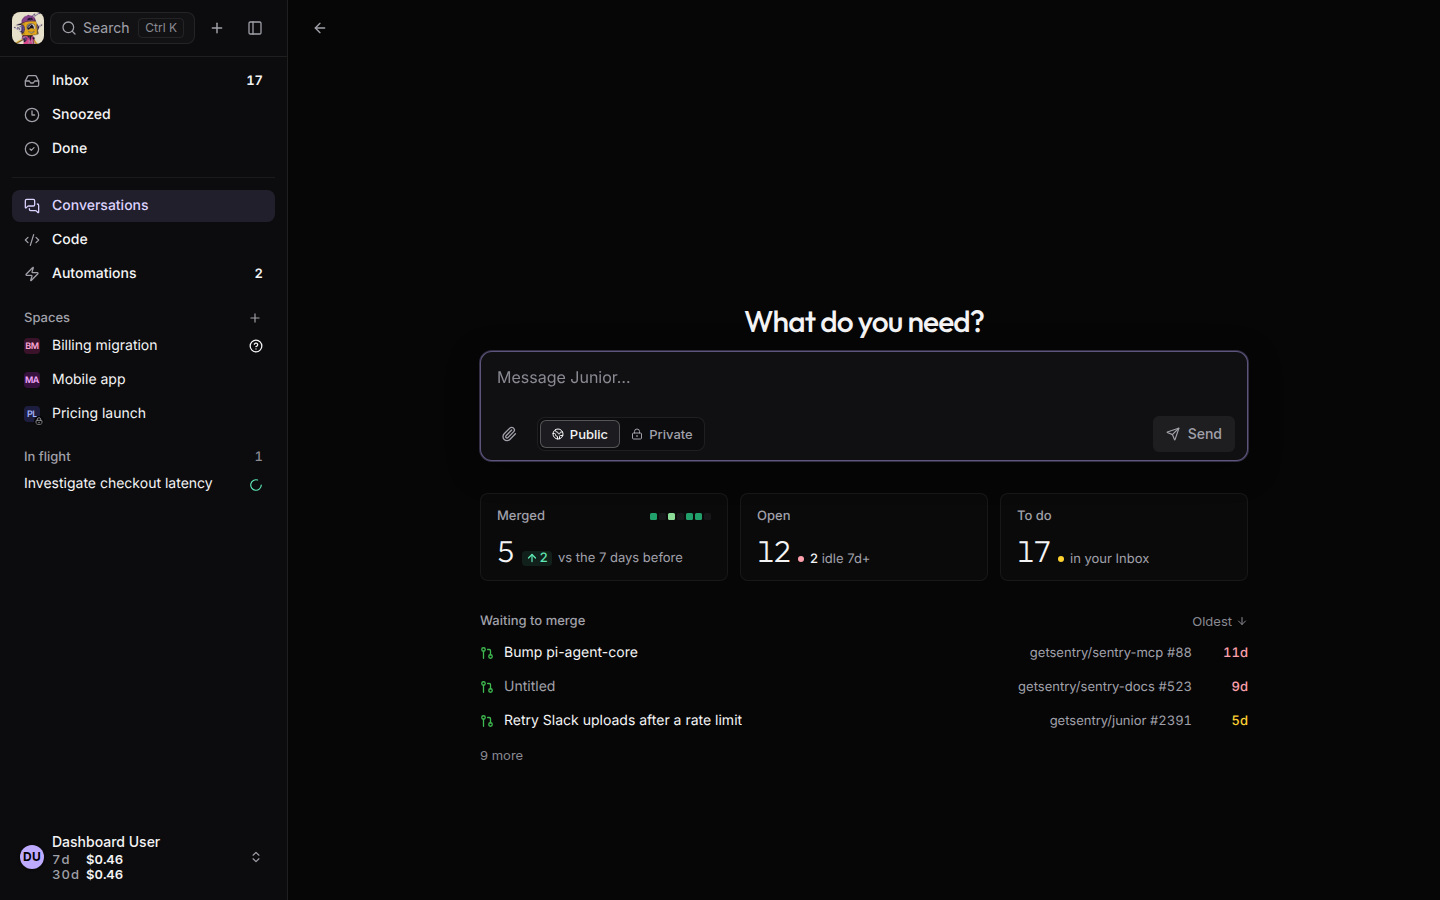 Search Ctrl K
Inbox 17
Snoozed
Done
Conversations
Code
Automations 2
Spaces
BM Billing migration
MA Mobile app
PL Pricing launch
In flight 1
Investigate checkout latency
DU Dashboard User
7d $0.46
30d $0.46
What do you need?
Message Junior...
Public Private Send
Merged
5 2 vs the 7 days before
Open
12 2 idle 7d+
To do
17 in your Inbox
Waiting to merge Oldest
Bump pi-agent-core getsentry/sentry-mcp #88 11d
Untitled getsentry/sentry-docs #523 9d
Retry Slack uploads after a rate limit getsentry/junior #2391 5d
9 more